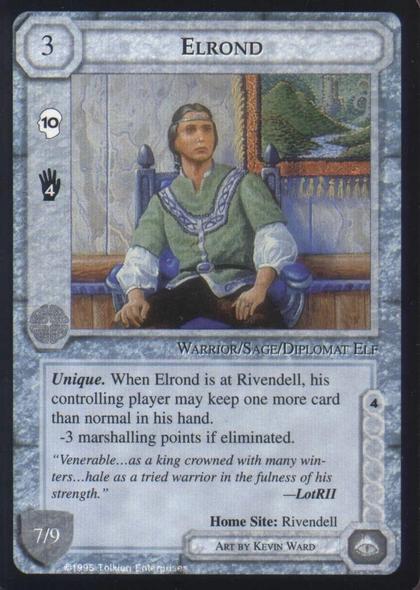 3
ELROND
10
4
WARRIOR/SAGE/DIPLOMAT ELF
Unique. When Elrond is at Rivendell, his
controlling player may keep one more card
than normal in his hand.
-3 marshalling points if eliminated.
4
“Venerable…as a king crowned with many win-
ters…hale as a tried warrior in the fulness of his
strength.” —LotRII
Home Site: Rivendell
7/9
ART BY KEVIN WARD
©1995 Tolkien Enterprises